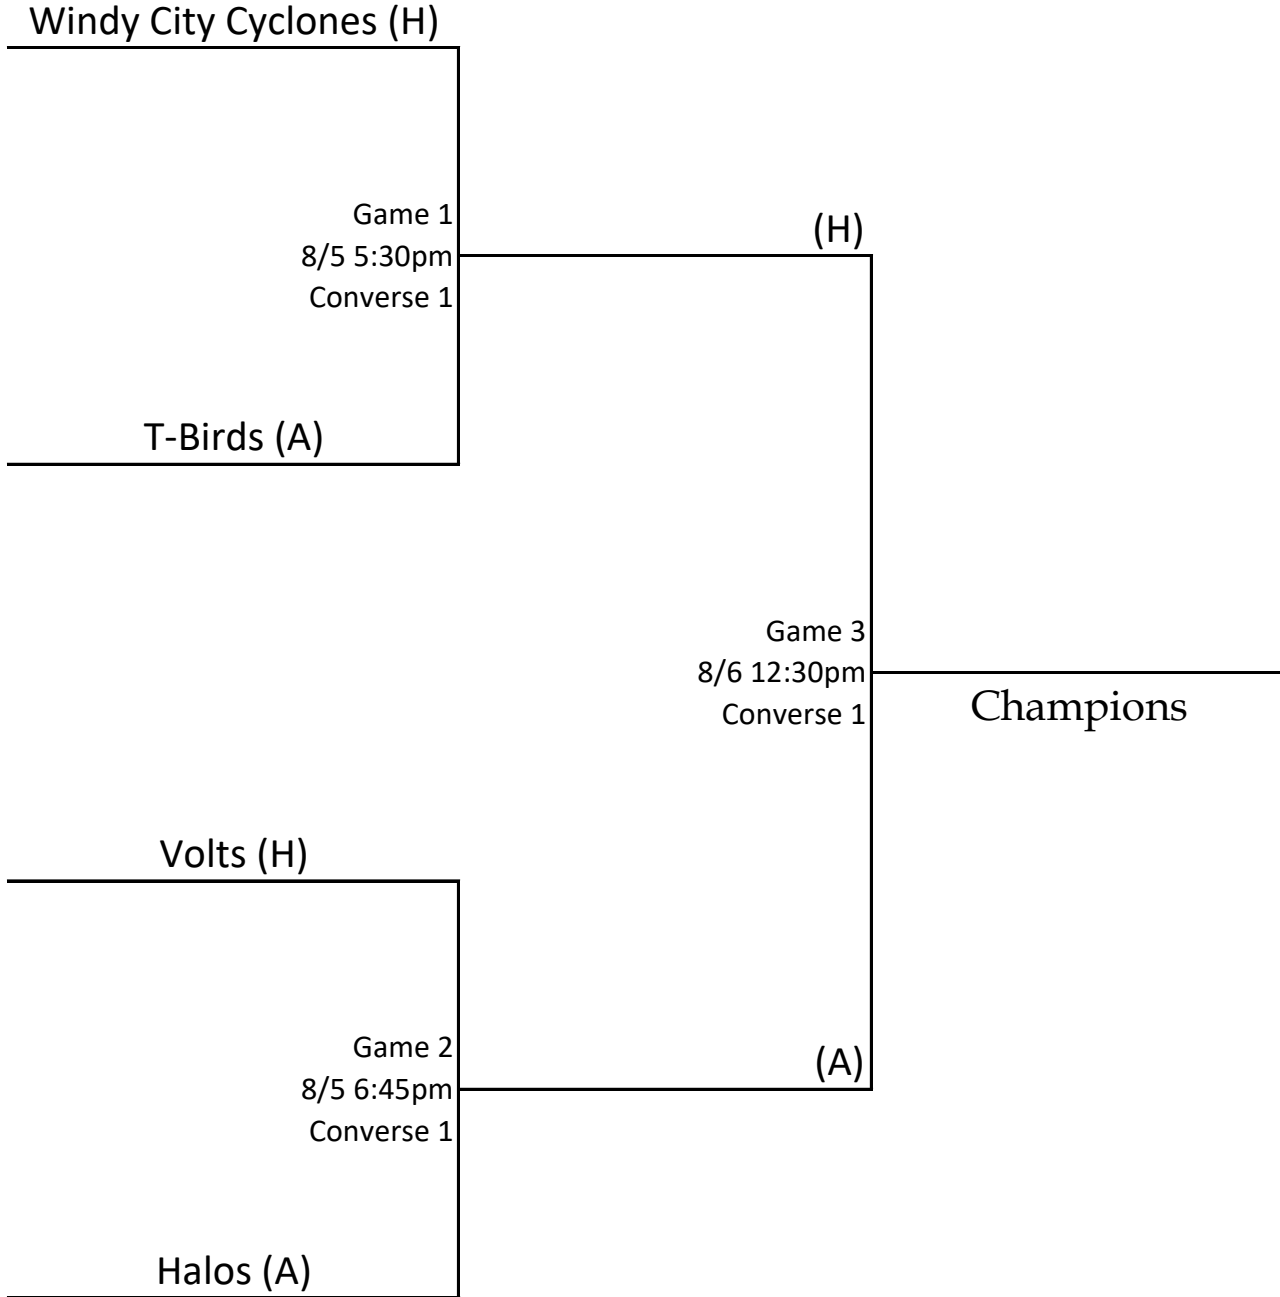 Windy City Cyclones (H)
Game 1
8/5 5:30pm
Converse 1
(H)
T-Birds (A)
Game 3
8/6 12:30pm
Converse 1
Champions
Volts (H)
Game 2
8/5 6:45pm
Converse 1
(A)
Halos (A)